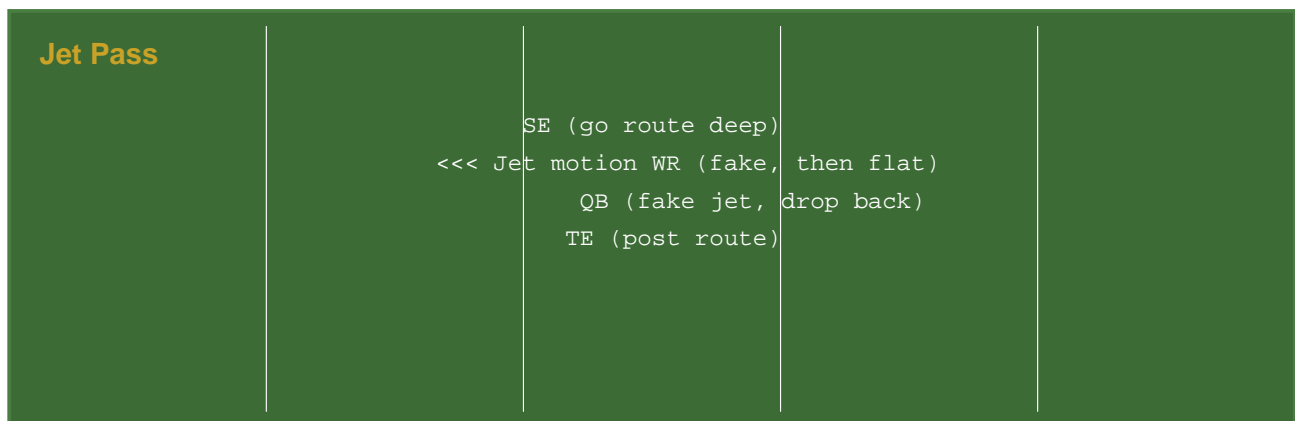 Jet Pass
SE (go route deep)
<<< Jet motion WR (fake, then flat)
QB (fake jet, drop back)
TE (post route)